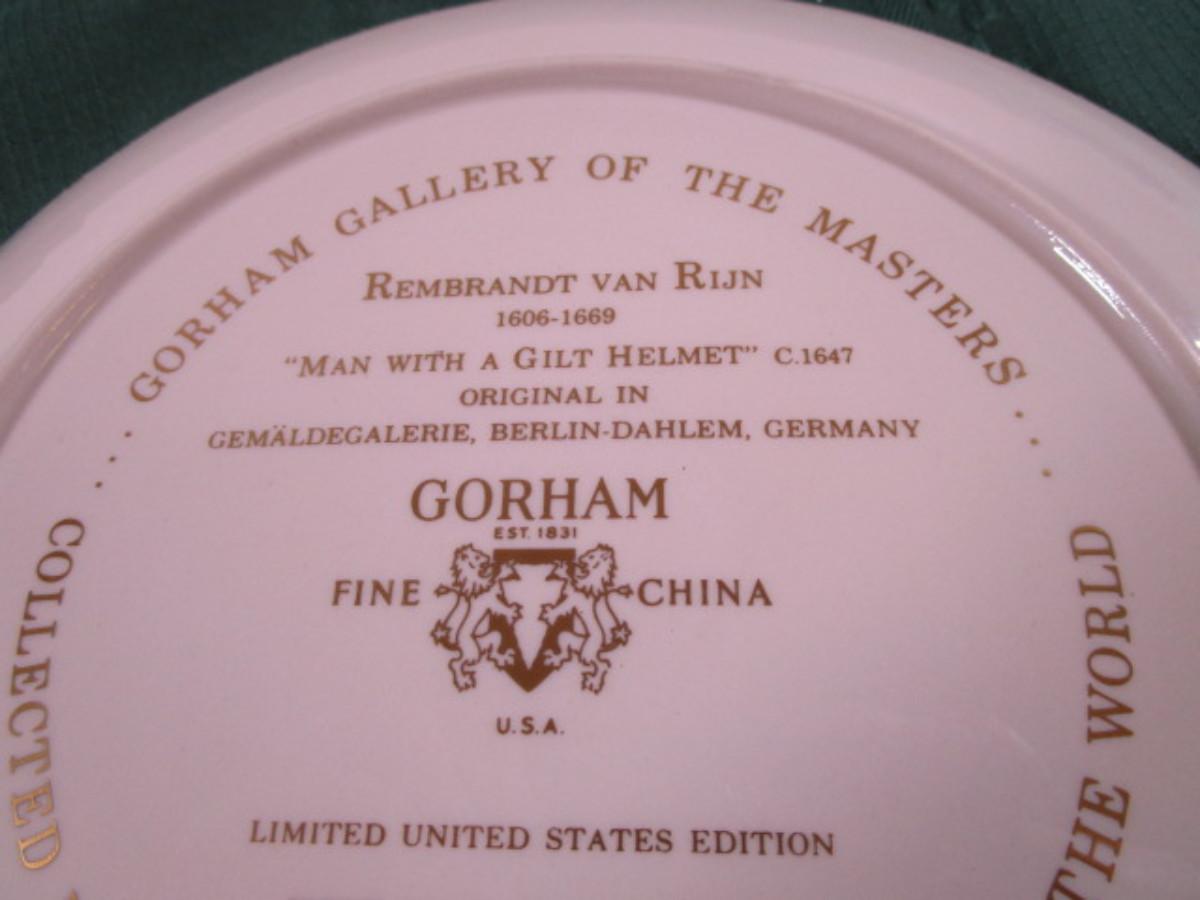 GORHAM GALLERY OF THE MASTERS...
REMBRANDT VAN RIJN
1606-1669
"MAN WITH A GILT HELMET" C.1647
ORIGINAL IN
GEMÄLDEGALERIE, BERLIN-DAHLEM, GERMANY
GORHAM
EST. 1831
FINE CHINA
U.S.A.
LIMITED UNITED STATES EDITION
...COLLECTED
THE WORLD